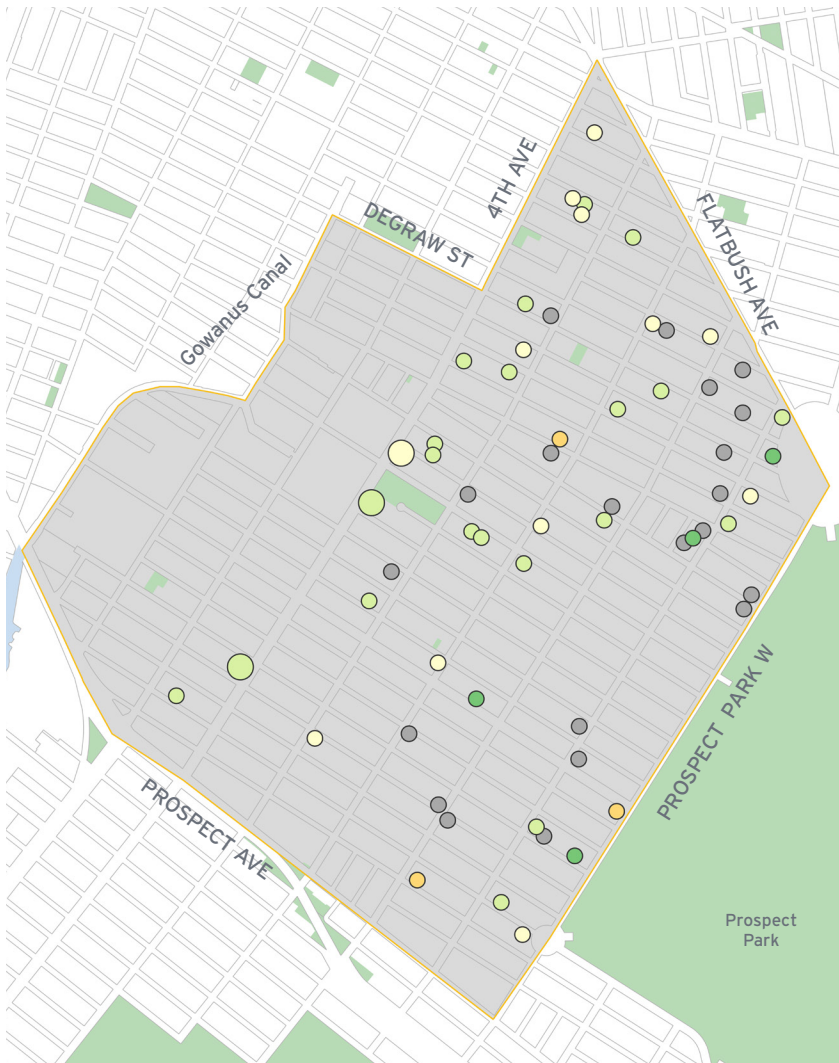 4TH AVE
DEGRAW ST
FLATBUSH AVE
Gowanus Canal
PROSPECT PARK W
PROSPECT AVE
Prospect
Park